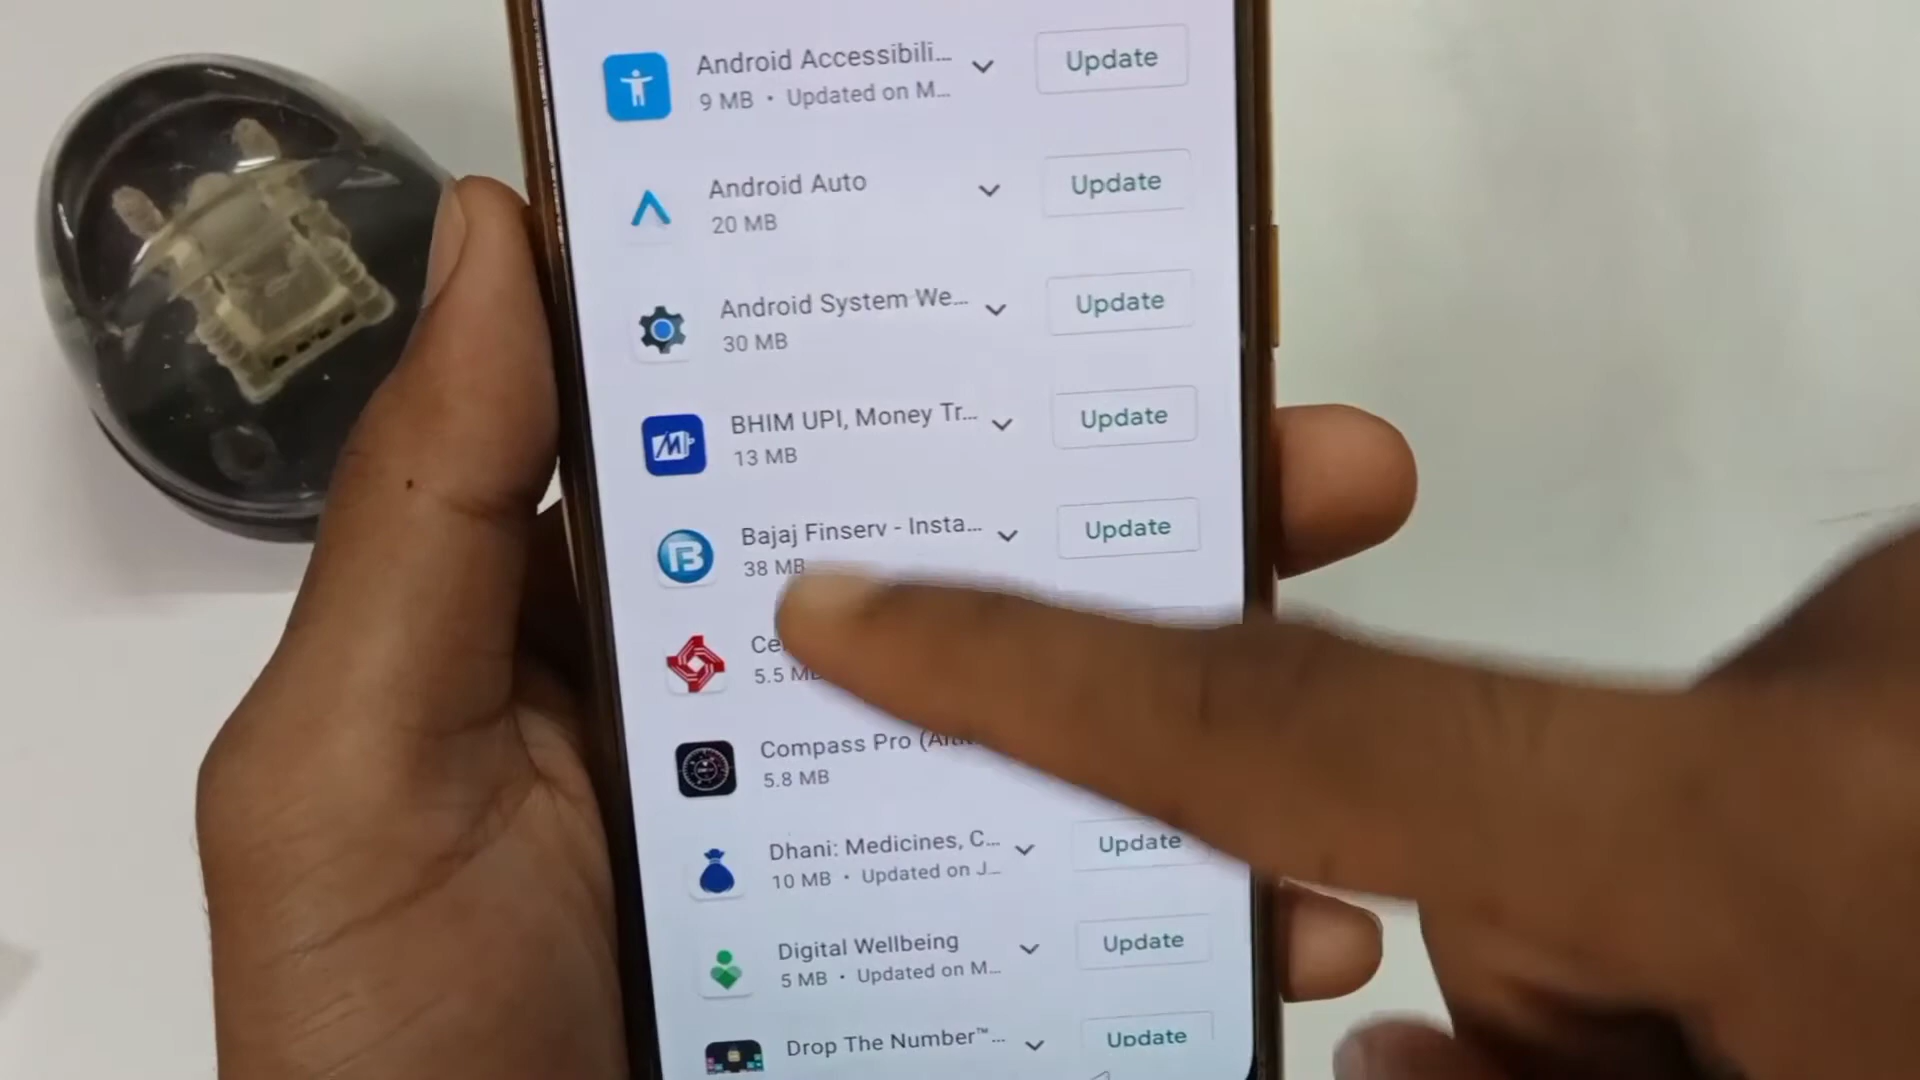 Android Accessibili...
Update
9 MB • Updated on M...
Android Auto
Update
20 MB
Android System We...
Update
30 MB
BHIM UPI, Money Tr...
Update
13 MB
Bajaj Finserv - Insta...
Update
38 MB
5.5 MB
Compass Pro
5.8 MB
Dhani: Medicines, C...
Update
10 MB • Updated on J...
Digital Wellbeing
Update
5 MB • Updated on M...
Drop The Number™...
Update